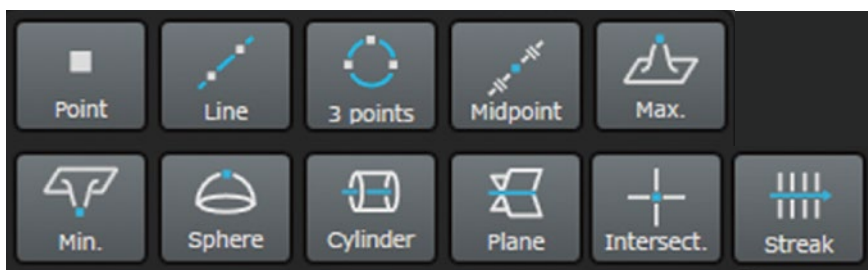 Point
Line
3 points
Midpoint
Max.
Min.
Sphere
Cylinder
Plane
Intersect.
Streak